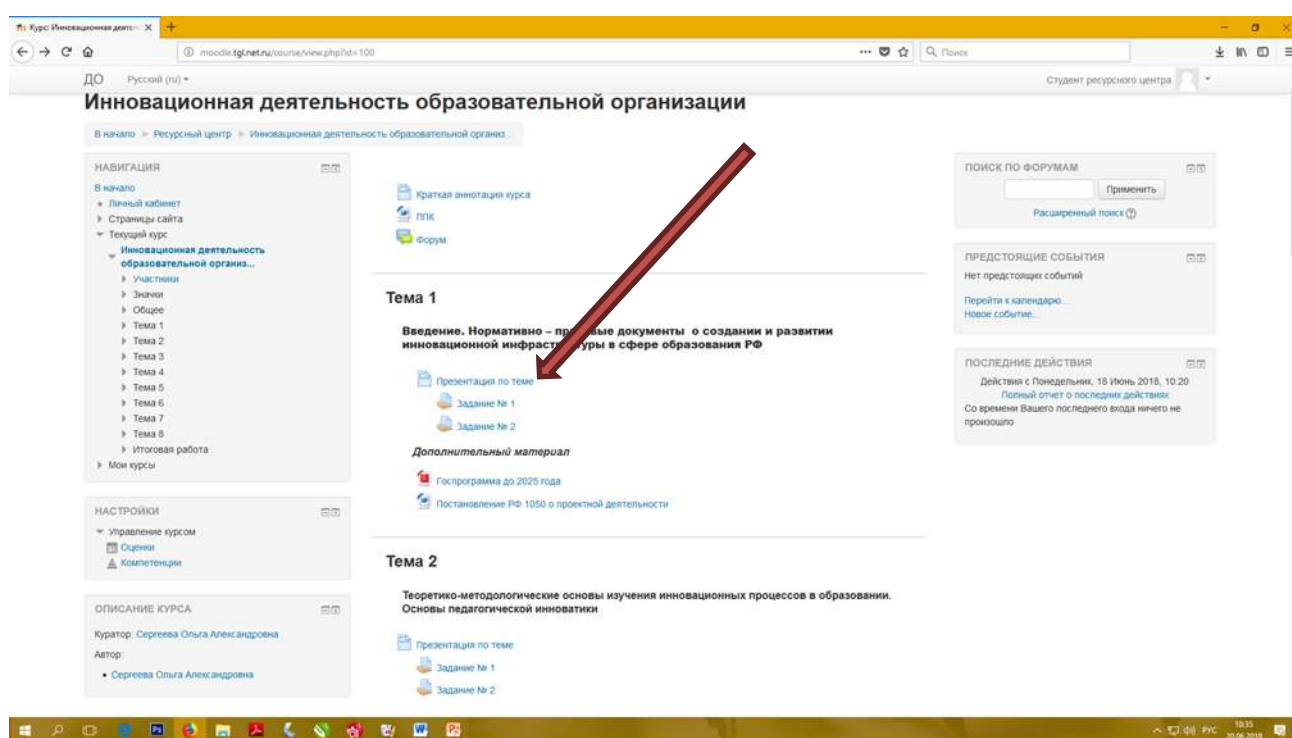 Курс: Инновационная деятел
moodle.tgl.net.ru/course/view.php?id=100
Поиск
ДО Русский (ru)
Студент ресурсного центра
Инновационная деятельность образовательной организации
В начало Ресурсный центр Инновационная деятельность образовательной организ...
НАВИГАЦИЯ
В начало
Личный кабинет
Страницы сайта
Текущий курс
Инновационная деятельность
образовательной организ...
Участники
Значки
Общее
Тема 1
Тема 2
Тема 3
Тема 4
Тема 5
Тема 6
Тема 7
Тема 8
Итоговая работа
Мои курсы
НАСТРОЙКИ
Управление курсом
Оценки
Компетенции
ОПИСАНИЕ КУРСА
Куратор: Сергеева Ольга Александровна
Автор:
Сергеева Ольга Александровна
Краткая аннотация курса
ППК
Форум
Тема 1
Введение. Нормативно – документы о создании и развитии
инновационной в сфере образования РФ
Презентация по теме
Задание № 1
Задание № 2
Дополнительный материал
Госпрограмма до 2025 года
Постановление РФ 1050 о проектной деятельности
Тема 2
Теоретико-методологические основы изучения инновационных процессов в образовании.
Основы педагогической инноватики
Презентация по теме
Задание № 1
Задание № 2
ПОИСК ПО ФОРУМАМ
Применить
Расширенный поиск
ПРЕДСТОЯЩИЕ СОБЫТИЯ
Нет предстоящих событий
Перейти к календарю...
Новое событие...
ПОСЛЕДНИЕ ДЕЙСТВИЯ
Действия с Понедельник, 18 Июнь 2018, 10:20
Полный отчет о последних действиях
Со времени Вашего последнего входа ничего не
произошло
РУС
10:35
20.06.2018